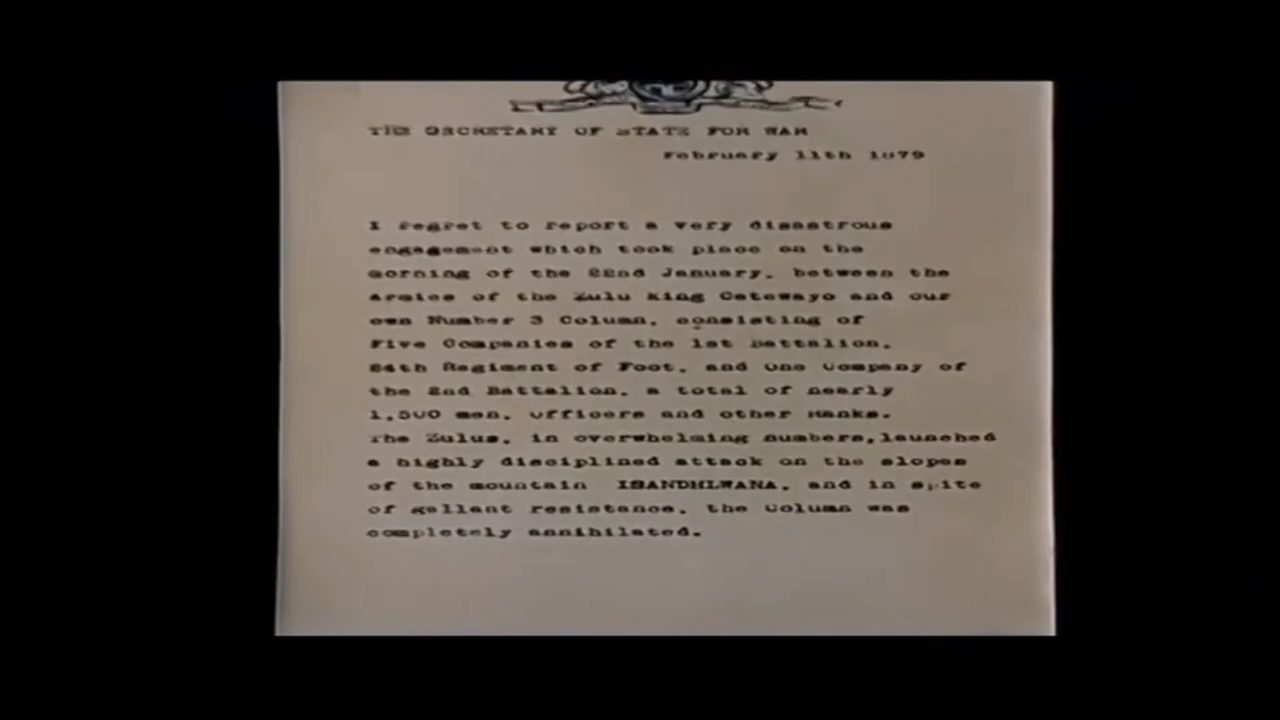 THE SECRETARY OF STATE FOR WAR
February 11th 1879
I regret to report a very disastrous
engagement which took place on the
morning of the 22nd January, between the
Armies of the Zulu king Cetewayo and our
own Number 3 Column, consisting of
Five Companies of the 1st Battalion,
24th Regiment of Foot, and One Company of
the 2nd Battalion, a total of nearly
1,500 men, Officers and other Ranks.
The Zulus, in overwhelming numbers, launched
a highly disciplined attack on the slopes
of the mountain ISANDHLWANA, and in spite
of gallant resistance, the Column was
completely annihilated.